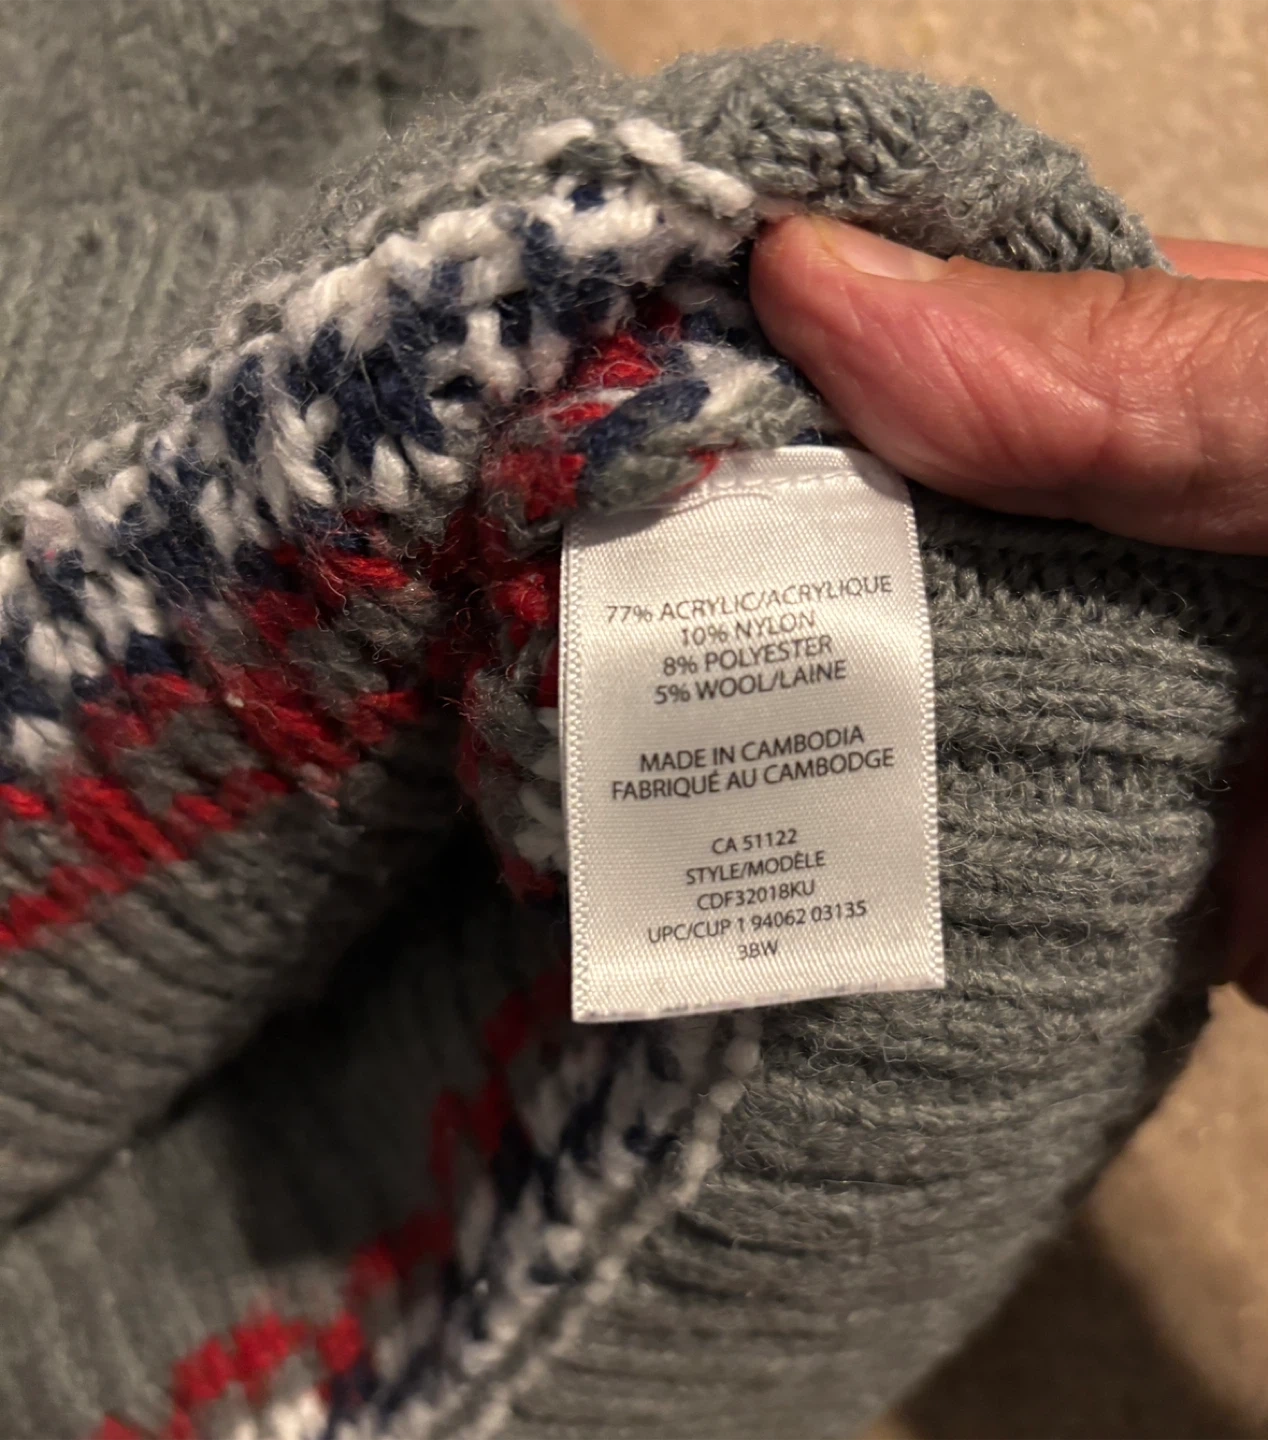 77% ACRYLIC/ACRYLIQUE
10% NYLON
8% POLYESTER
5% WOOL/LAINE
MADE IN CAMBODIA
FABRIQUÉ AU CAMBODGE
CA 51122
STYLE/MODÈLE
CDF32018KU
UPC/CUP 1 94062 03135
3BW